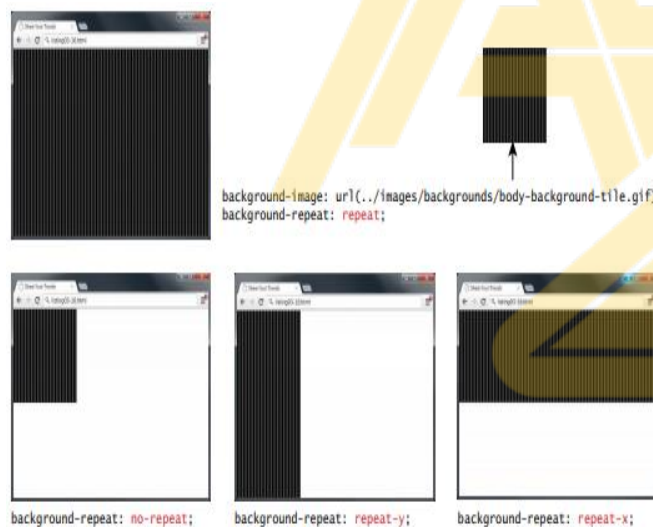 background-image: url(../images/backgrounds/body-background-tile.gif)
background-repeat: repeat;
background-repeat: no-repeat;
background-repeat: repeat-y;
background-repeat: repeat-x;